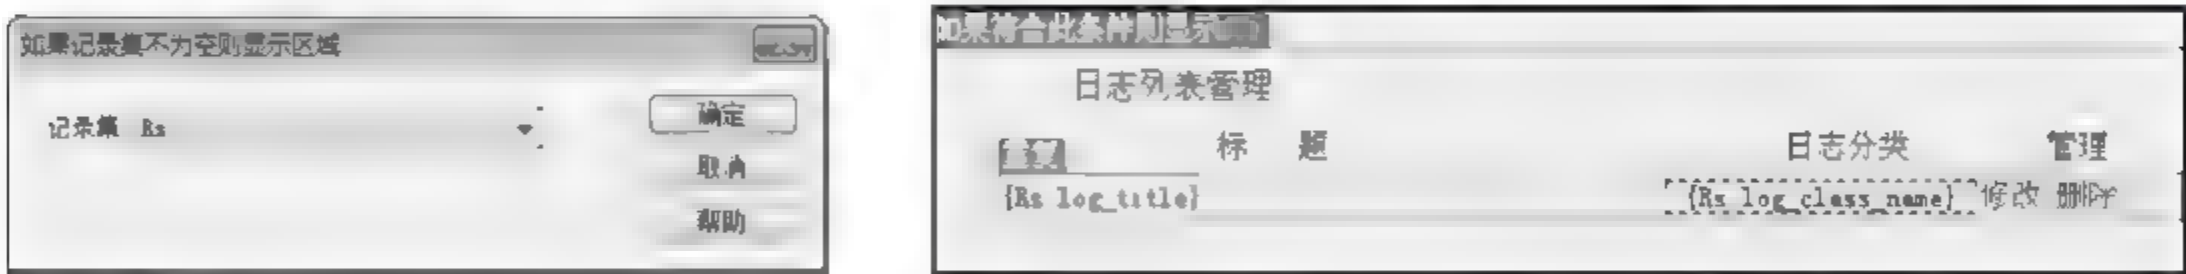 如果记录集不为空则显示区域
记录集 Rs
确定
取消
帮助
如果符合此条件则显示
日志列表管理
标 题 日志分类 管理
{Rs log_title} {Rs log_class_name} 修改 删除